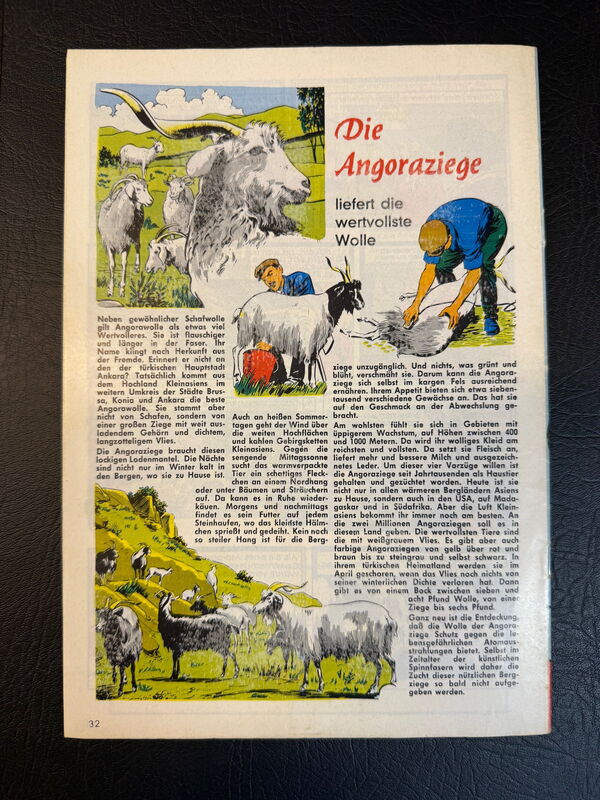 Die
Angoraziege
liefert die
wertvollste
Wolle
Neben gewöhnlicher Schafwolle
gilt Angorawolle als etwas viel
Wertvolleres. Sie ist flauschiger
und länger in der Faser. Ihr
Name klingt nach Herkunft aus
der Fremde. Erinnert er nicht an
den der türkischen Hauptstadt
Ankara? Tatsächlich kommt aus
dem Hochland Kleinasiens im
weitern Umkreis der Städte Brus-
sa, Konia und Ankara die beste
Angorawolle. Sie stammt aber
nicht von Schafen, sondern von
einer großen Ziege mit weit aus-
ladendem Gehörn und dichtem,
langzotteligem Vlies.
Die Angoraziege braucht diesen
lockigen Lodenmantel. Die Nächte
sind nicht nur im Winter kalt in
den Bergen, wo sie zu Hause ist.
Auch an heißen Sommer-
tagen geht der Wind über
die weiten Hochflächen
und kahlen Gebirgsketten
Kleinasiens. Gegen die
sengende Mittagssonne
sucht das warmverpackte
Tier ein schattiges Fleck-
chen an einem Nordhang
oder unter Bäumen und Sträuchern
auf. Da kann es in Ruhe wieder-
käuen. Morgens und nachmittags
findet es sein Futter auf jedem
Steinhaufen, wo das kleinste Hälm-
chen sprießt und gedeiht. Kein noch
so steiler Hang ist für die Berg-
ziege unzugänglich. Und nichts, was grünt und
blüht, verschmäht sie. Darum kann die Angora-
ziege sich selbst im kargen Fels ausreichend
ernähren. Ihrem Appetit bieten sich etwa sieben-
tausend verschiedene Gewächse an. Das hat sie
auf den Geschmack an der Abwechslung ge-
bracht.
Am wohlsten fühlt sie sich in Gebieten mit
üppigerem Wachstum, auf Höhen zwischen 400
und 1000 Metern. Da wird ihr wolliges Kleid am
reichsten und vollsten. Da setzt sie Fleisch an,
liefert mehr und bessere Milch und ausgezeich-
netes Leder. Um dieser vier Vorzüge willen ist
die Angoraziege seit Jahrtausenden als Haustier
gehalten und gezüchtet worden. Heute ist sie
nicht nur in allen wärmeren Bergländern Asiens
zu Hause, sondern auch in den USA, auf Mada-
gaskar und in Südafrika. Aber die Luft Klein-
asiens bekommt ihr immer noch am besten. An
die zwei Millionen Angoraziegen soll es in
diesem Land geben. Die wertvollsten Tiere sind
die mit weißgrauem Vlies. Es gibt aber auch
farbige Angoraziegen von gelb über rot und
braun bis zu steingrau und selbst schwarz. In
ihrem türkischen Heimatland werden sie im
April geschoren, wenn das Vlies noch nichts von
seiner winterlichen Dichte verloren hat. Dann
gibt es von einem Bock zwischen sieben und
acht Pfund Wolle, von einer
Ziege bis sechs Pfund.
Ganz neu ist die Entdeckung,
daß die Wolle der Angora-
ziege Schutz gegen die le-
bensgefährlichen Atomaus-
strahlungen bietet. Selbst im
Zeitalter der künstlichen
Spinnfasern wird daher die
Zucht dieser nützlichen Berg-
ziege so bald nicht aufge-
geben werden.
32